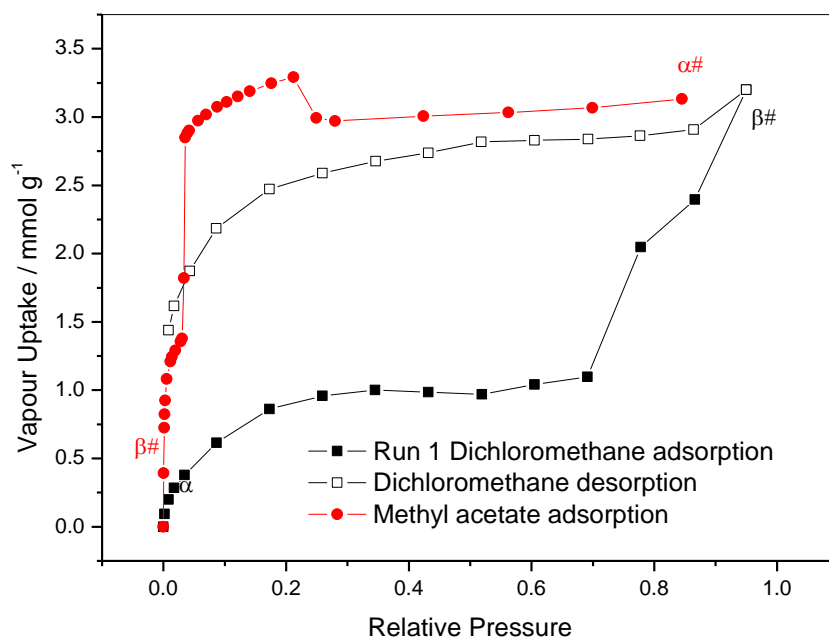 3.5
3.0
2.5
2.0
1.5
1.0
0.5
0.0
Vapour Uptake / mmol g⁻¹
α#
β#
β#
α
Run 1 Dichloromethane adsorption
Dichloromethane desorption
Methyl acetate adsorption
0.0 0.2 0.4 0.6 0.8 1.0
Relative Pressure